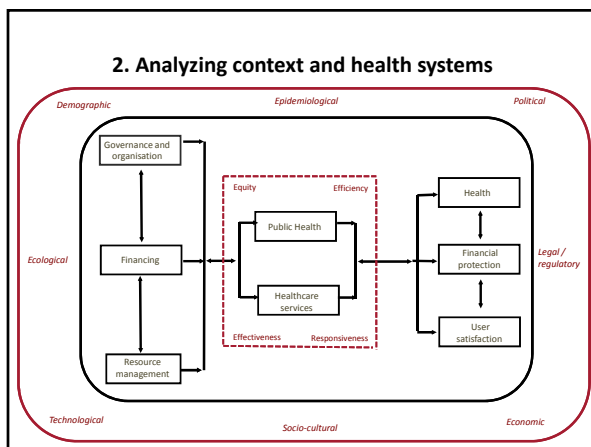 2. Analyzing context and health systems
Demographic
Epidemiological
Political
Governance and
organisation
Equity
Efficiency
Health
Public Health
Ecological
Financing
Financial
protection
Legal /
regulatory
Healthcare
services
Effectiveness
Responsiveness
User
satisfaction
Resource
management
Technological
Socio-cultural
Economic